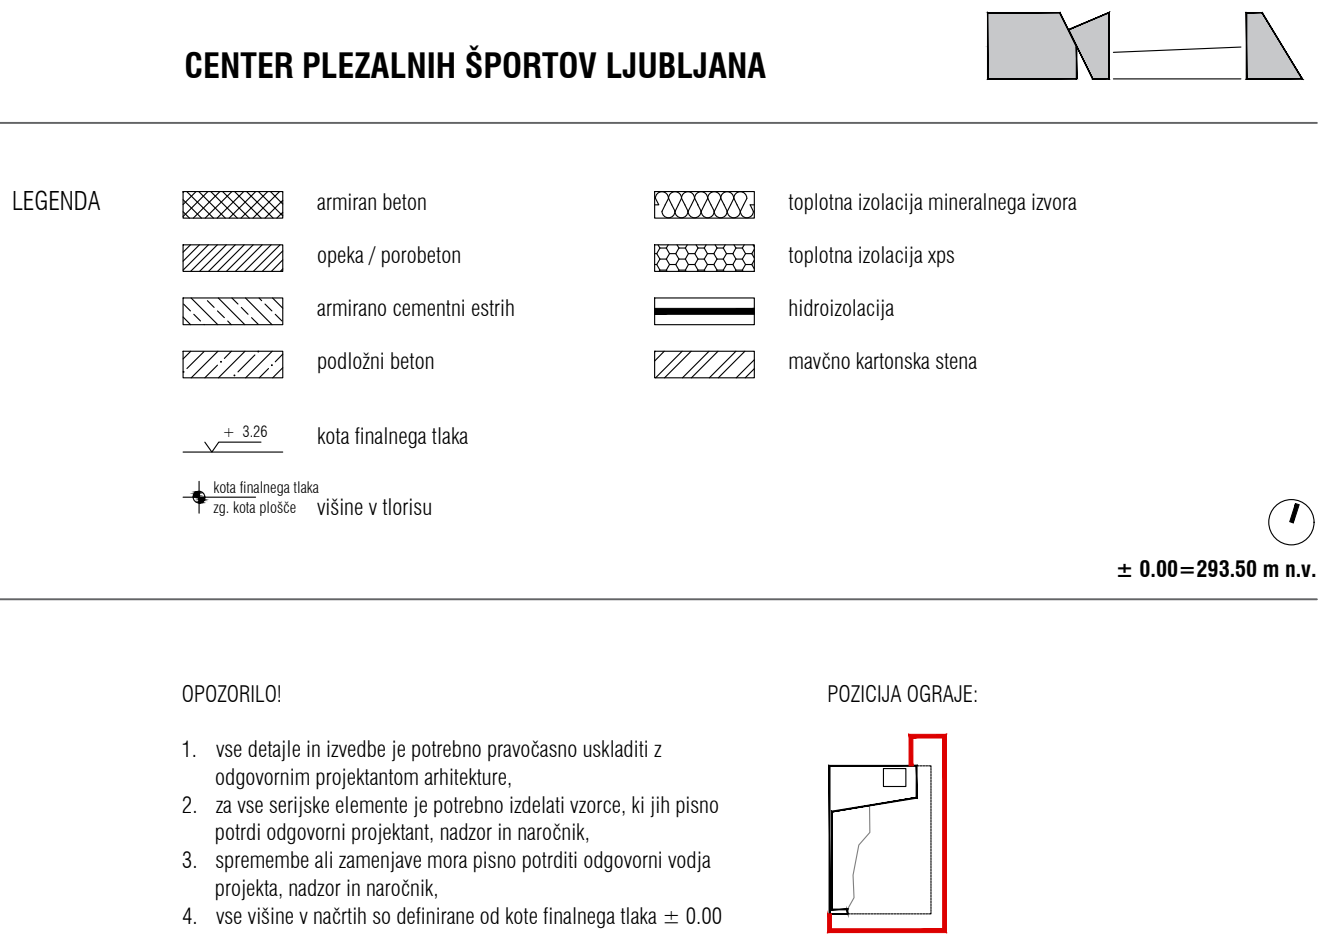 CENTER PLEZALNIH ŠPORTOV LJUBLJANA
LEGENDA
armiran beton
toplotna izolacija mineralnega izvora
opeka / porobeton
toplotna izolacija xps
armirano cementni estrih
hidroizolacija
podložni beton
mavčno kartonska stena
+ 3.26
kota finalnega tlaka
kota finalnega tlaka
zg. kota plošče
višine v tlorisu
± 0.00=293.50 m n.v.
OPOZORILO!
1. vse detajle in izvedbe je potrebno pravočasno uskladiti z
odgovornim projektantom arhitekture,
2. za vse serijske elemente je potrebno izdelati vzorce, ki jih pisno
potrdi odgovorni projektant, nadzor in naročnik,
3. spremembe ali zamenjave mora pisno potrditi odgovorni vodja
projekta, nadzor in naročnik,
4. vse višine v načrtih so definirane od kote finalnega tlaka ± 0.00
POZICIJA OGRAJE: